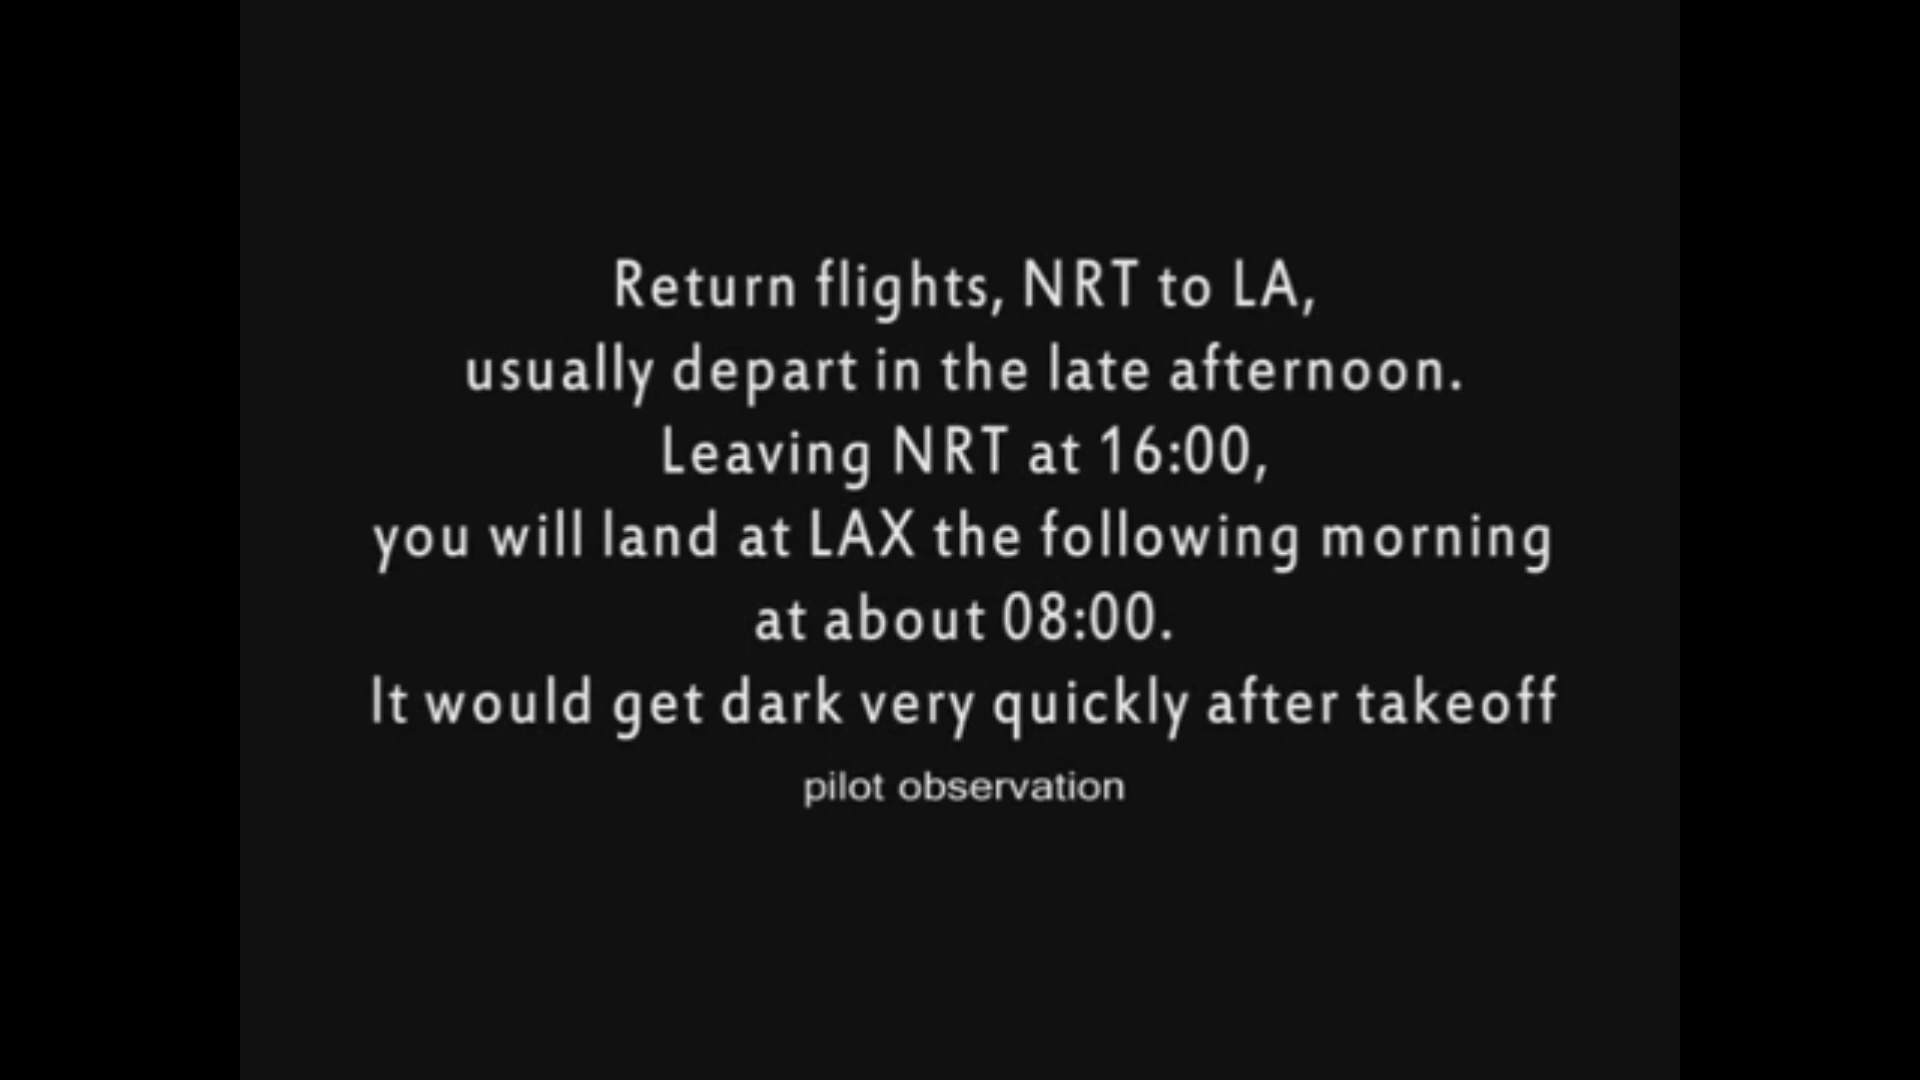 Return flights, NRT to LA,
usually depart in the late afternoon.
Leaving NRT at 16:00,
you will land at LAX the following morning
at about 08:00.
It would get dark very quickly after takeoff
pilot observation